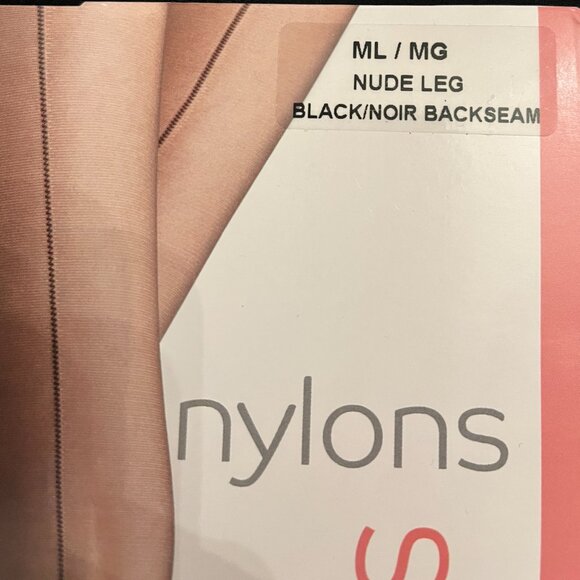 ML / MG
NUDE LEG
BLACK/NOIR BACKSEAM
nylons